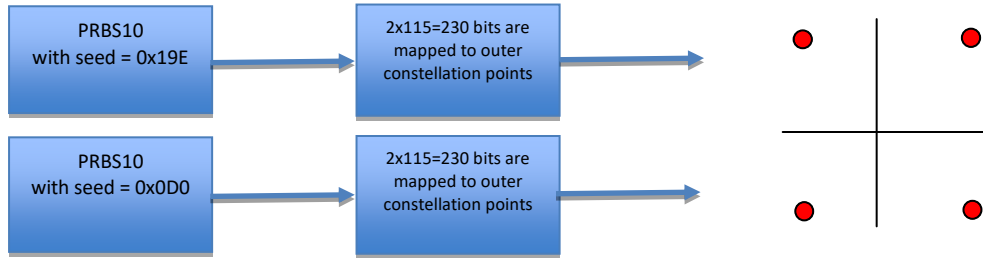 PRBS10
with seed = 0x19E
2x115=230 bits are
mapped to outer
constellation points
PRBS10
with seed = 0x0D0
2x115=230 bits are
mapped to outer
constellation points